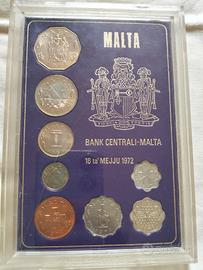 MALTA
BANK CENTRALI-MALTA
16 ta' MEJJU 1972